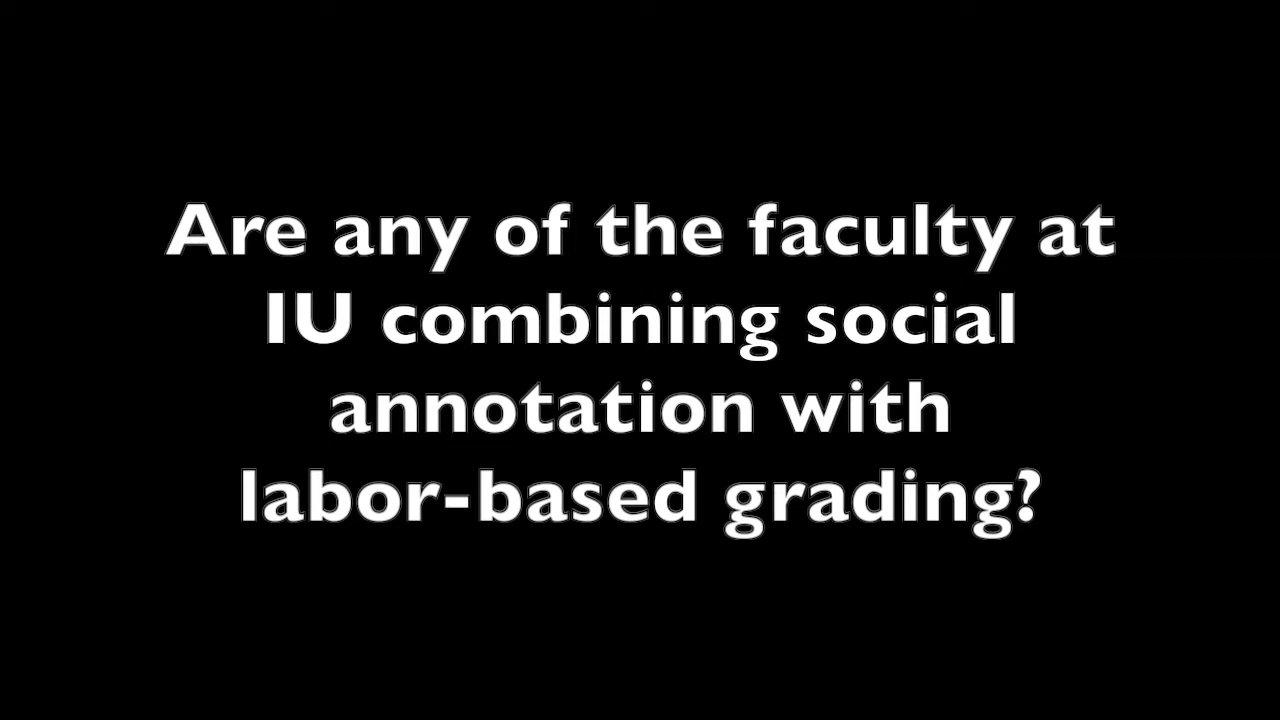 Are any of the faculty at
IU combining social
annotation with
labor-based grading?